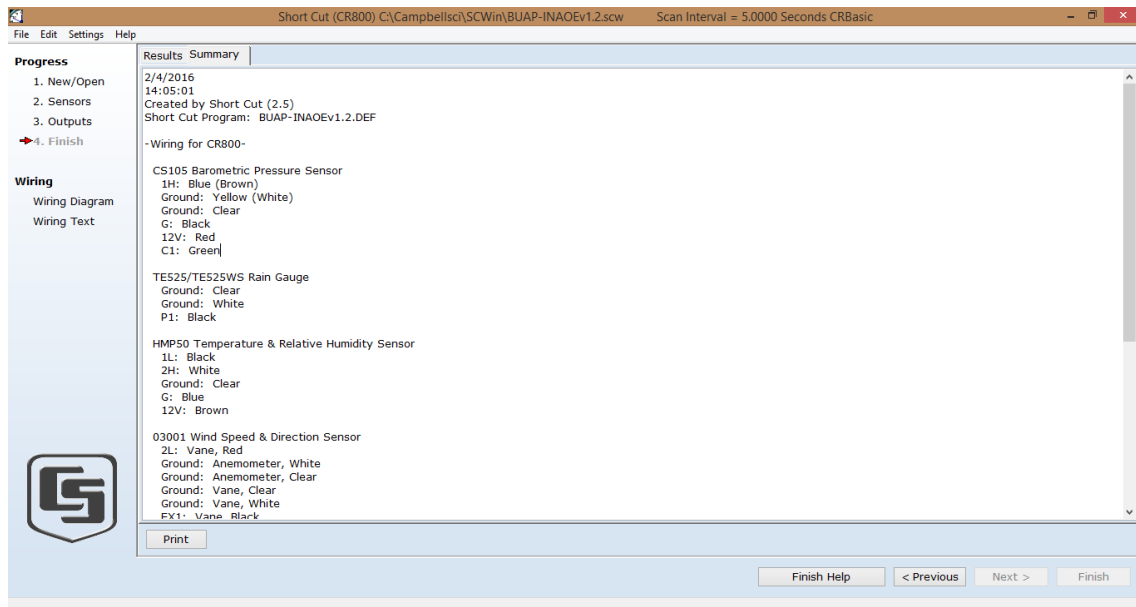 Short Cut (CR800) C:\Campbellsci\SCWin\BUAP-INAOEv1.2.scw Scan Interval = 5.0000 Seconds CRBasic
File Edit Settings Help
Progress
1. New/Open
2. Sensors
3. Outputs
4. Finish
Wiring
Wiring Diagram
Wiring Text
Results Summary
2/4/2016
14:05:01
Created by Short Cut (2.5)
Short Cut Program: BUAP-INAOEv1.2.DEF
-Wiring for CR800-
CS105 Barometric Pressure Sensor
1H: Blue (Brown)
Ground: Yellow (White)
Ground: Clear
G: Black
12V: Red
C1: Green
TE525/TE525WS Rain Gauge
Ground: Clear
Ground: White
P1: Black
HMP50 Temperature & Relative Humidity Sensor
1L: Black
2H: White
Ground: Clear
G: Blue
12V: Brown
03001 Wind Speed & Direction Sensor
2L: Vane, Red
Ground: Anemometer, White
Ground: Anemometer, Clear
Ground: Vane, Clear
Ground: Vane, White
EX1: Vane, Black
Print
Finish Help
< Previous
Next >
Finish
CS